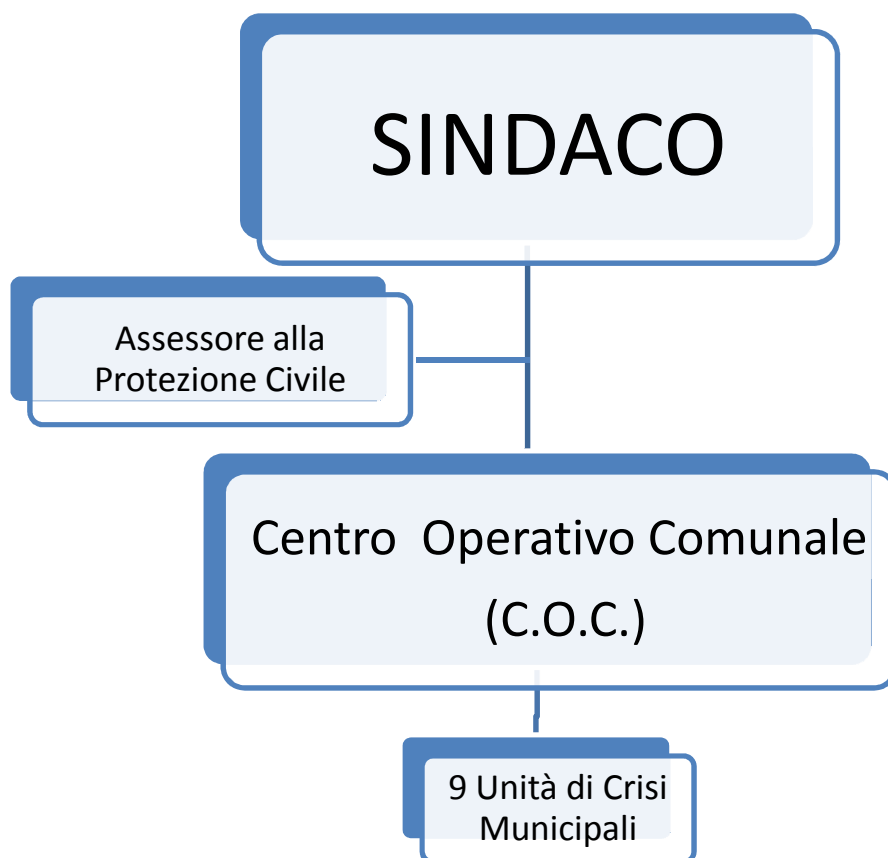 SINDACO
Assessore alla
Protezione Civile
Centro Operativo Comunale
(C.O.C.)
9 Unità di Crisi
Municipali